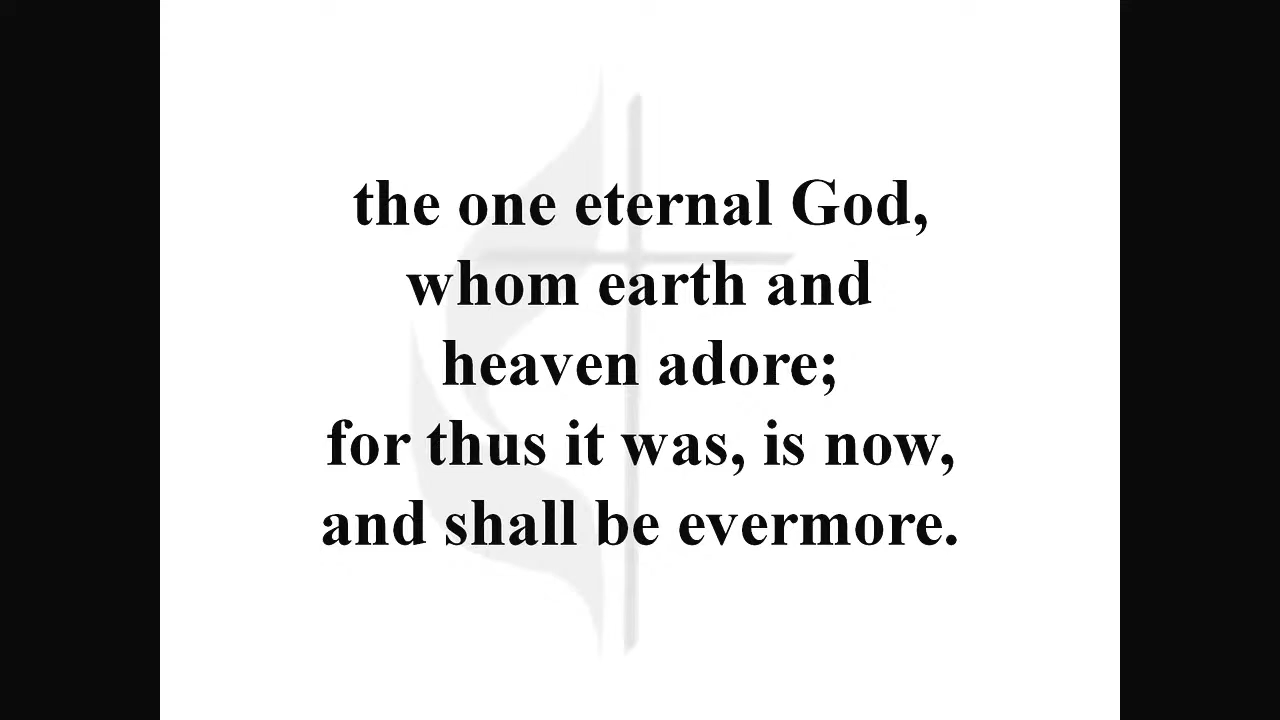 the one eternal God,
whom earth and
heaven adore;
for thus it was, is now,
and shall be evermore.